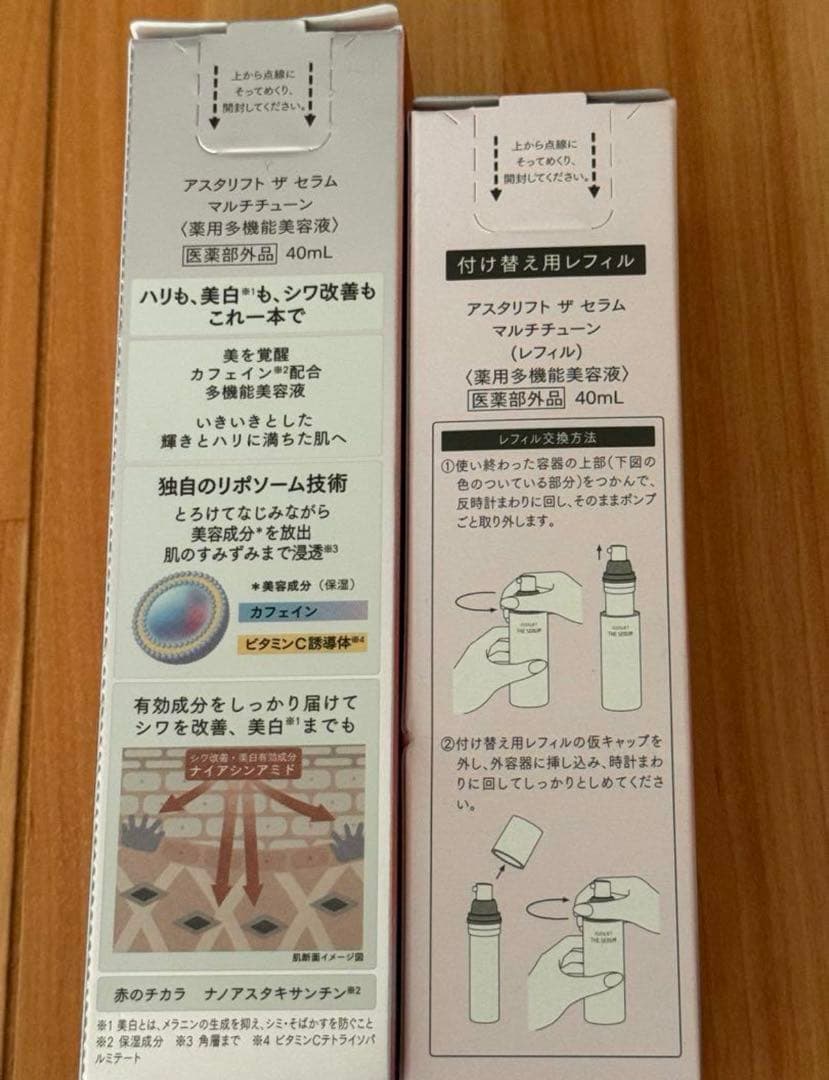 上から点線に
そってめくり、
開封してください。
アスタリフト ザ セラム
マルチチューン
〈薬用多機能美容液〉
医薬部外品 40mL
ハリも、美白※1も、シワ改善も
これ一本で
美を覚醒
カフェイン※2配合
多機能美容液
いきいきとした
輝きとハリに満ちた肌へ
独自のリポソーム技術
とろけてなじみながら
美容成分*を放出
肌のすみずみまで浸透※3
*美容成分（保湿）
カフェイン
ビタミンC誘導体※4
有効成分をしっかり届けて
シワを改善、美白※1までも
シワ改善・美白有効成分
ナイアシンアミド
肌断面イメージ図
赤のチカラ ナノアスタキサンチン※2
※1 美白とは、メラニンの生成を抑え、シミ・そばかすを防ぐこと
※2 保湿成分 ※3 角層まで ※4 ビタミンCテトライソパ
ルミテート
上から点線に
そってめくり、
開封してください。
付け替え用レフィル
アスタリフト ザ セラム
マルチチューン
(レフィル)
〈薬用多機能美容液〉
医薬部外品 40mL
レフィル交換方法
①使い終わった容器の上部(下図の
色のついている部分)をつかんで、
反時計まわりに回し、そのままポンプ
ごと取り外します。
THE SERUM
THE SERUM
②付け替え用レフィルの仮キャップを
外し、外容器に挿し込み、時計まわ
りに回してしっかりとしめてくださ
い。
THE SERUM